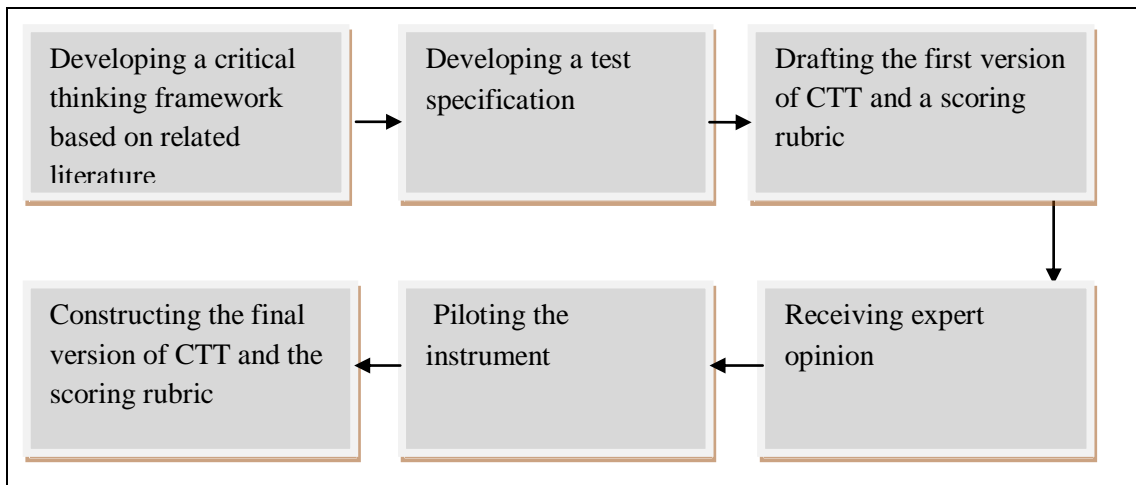 Developing a critical
thinking framework
based on related
literature
Developing a test
specification
Drafting the first version
of CTT and a scoring
rubric
Receiving expert
opinion
Piloting the
instrument
Constructing the final
version of CTT and the
scoring rubric